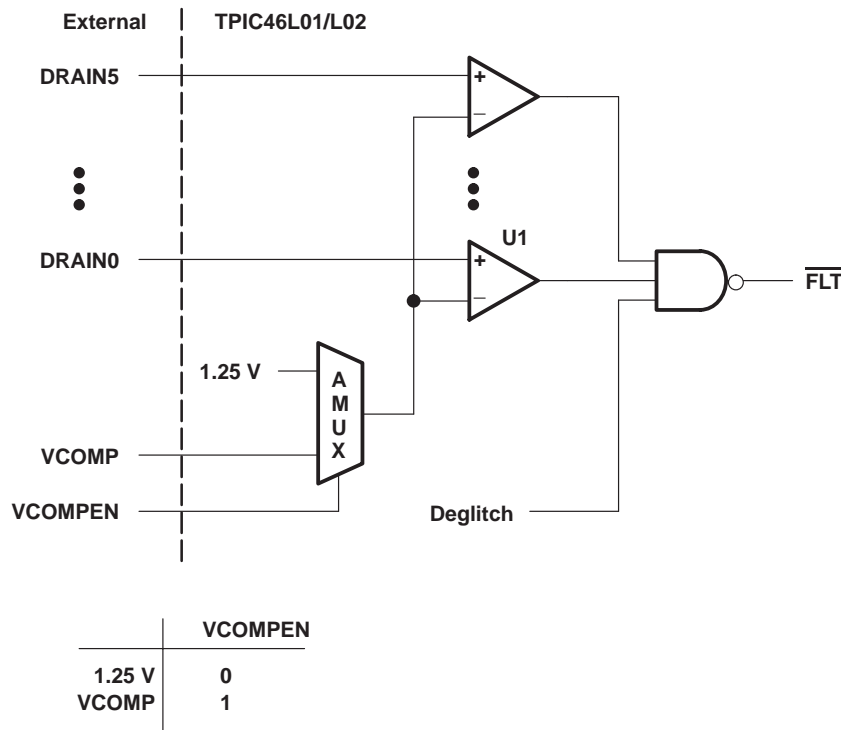 External TPIC46L01/L02
DRAIN5
+
–
U1
DRAIN0
+
–
FLT
1.25 V
A
M
U
X
VCOMP
VCOMPEN
Deglitch
VCOMPEN
1.25 V 0
VCOMP 1